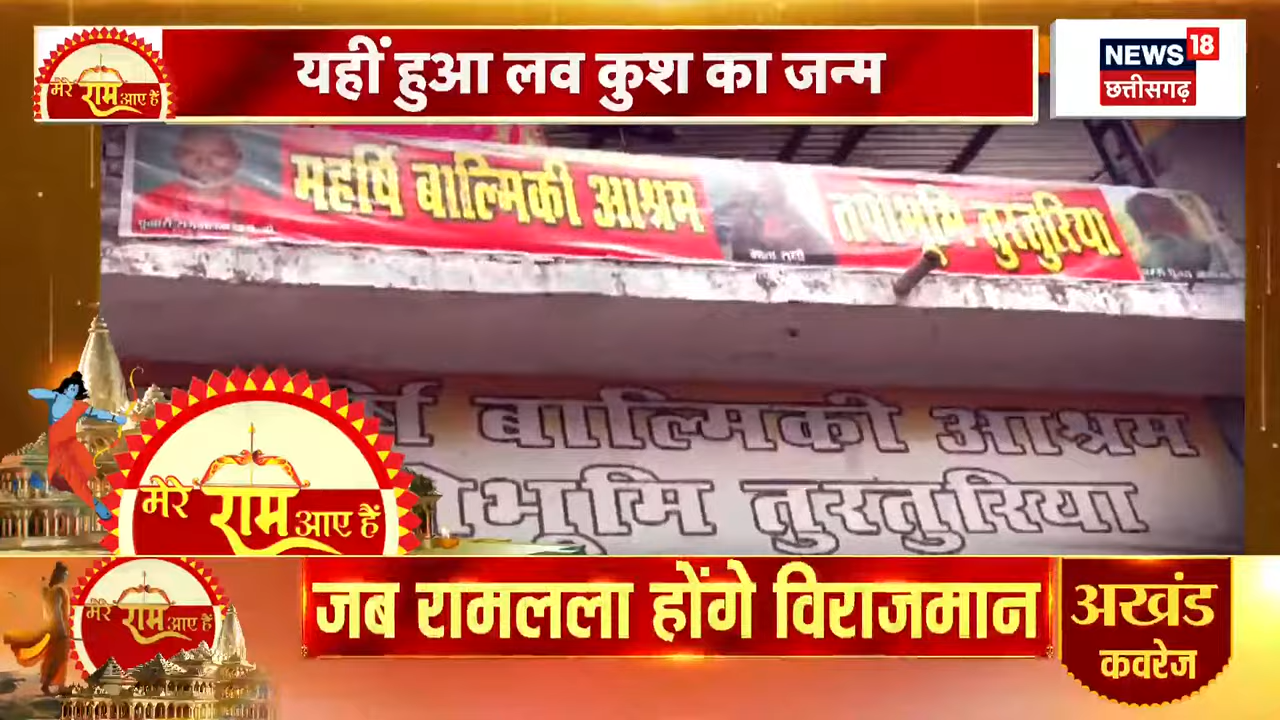 यहीं हुआ लव कुश का जन्म
NEWS 18
छत्तीसगढ़
मेरे राम आए हैं
महर्षि बाल्मिकी आश्रम
तपोभूमि तुरतुरिया
बाल्मिकी आश्रम
भूमि तुरतुरिया
मेरे राम आए हैं
मेरे राम आए हैं
जब रामलला होंगे विराजमान
अखंड
कवरेज